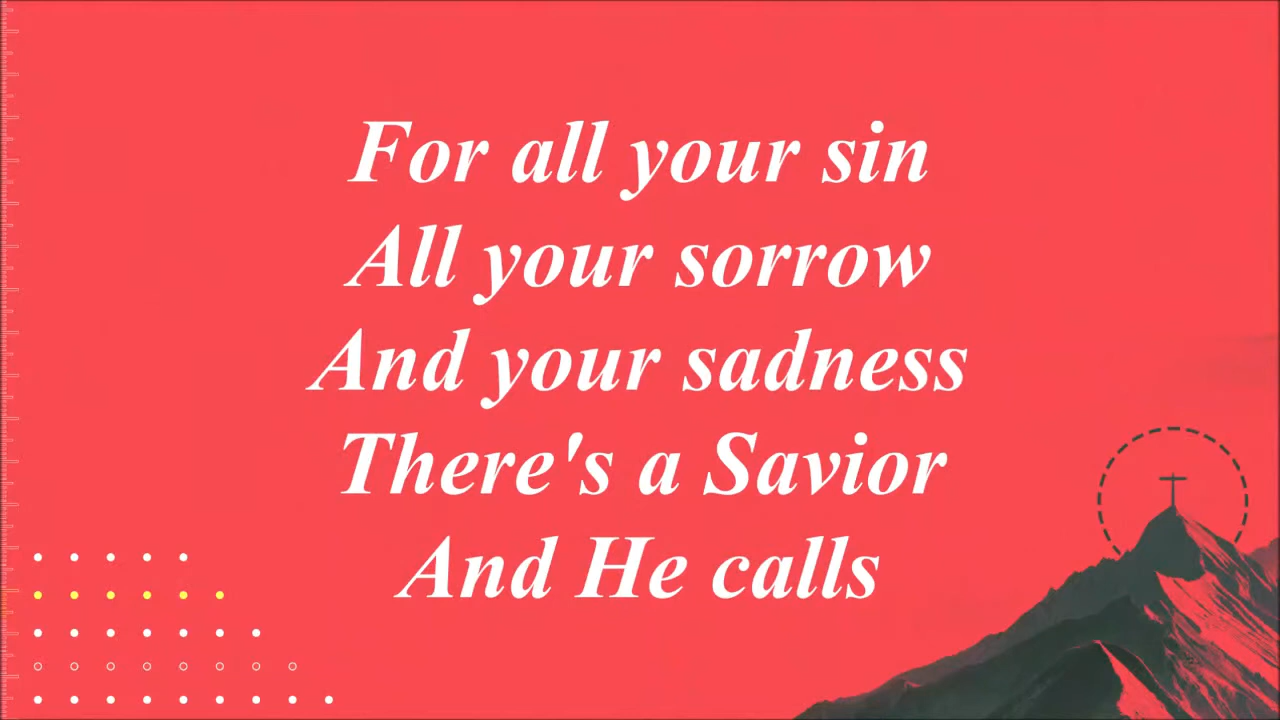 For all your sin
All your sorrow
And your sadness
There's a Savior
And He calls